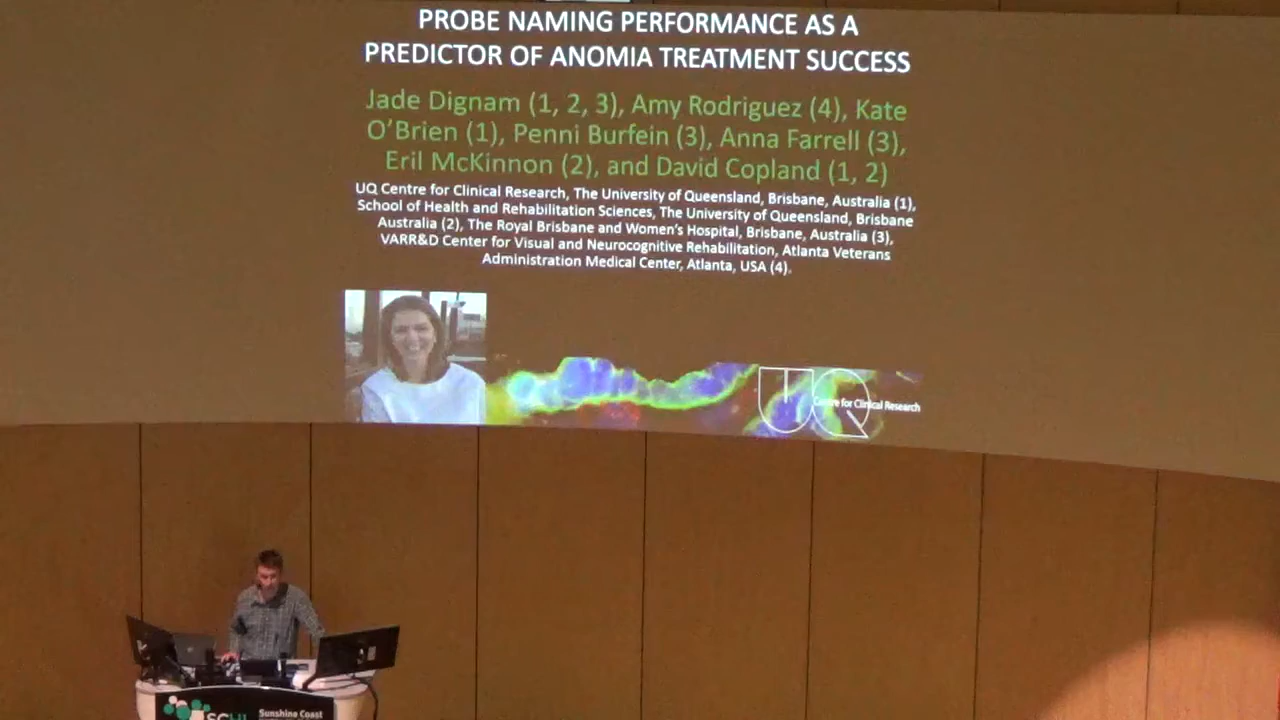 PROBE NAMING PERFORMANCE AS A
PREDICTOR OF ANOMIA TREATMENT SUCCESS
Jade Dignam (1, 2, 3), Amy Rodriguez (4), Kate
O'Brien (1), Penni Burfein (3), Anna Farrell (3),
Eril McKinnon (2), and David Copland (1, 2)
UQ Centre for Clinical Research, The University of Queensland, Brisbane, Australia (1),
School of Health and Rehabilitation Sciences, The University of Queensland, Brisbane
Australia (2), The Royal Brisbane and Women's Hospital, Brisbane, Australia (3),
VARR&D Center for Visual and Neurocognitive Rehabilitation, Atlanta Veterans
Administration Medical Center, Atlanta, USA (4).
UQ
Centre for Clinical Research
Sunshine Coast